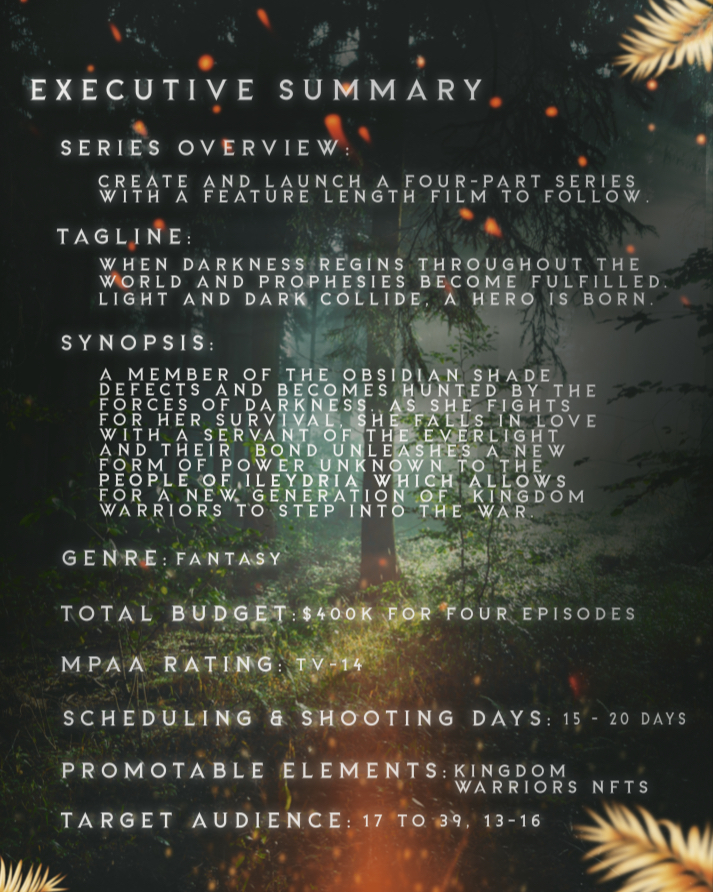 EXECUTIVE SUMMARY
SERIES OVERVIEW:
CREATE AND LAUNCH A FOUR-PART SERIES
WITH A FEATURE LENGTH FILM TO FOLLOW.
TAGLINE:
WHEN DARKNESS REGINS THROUGHOUT THE
WORLD AND PROPHESIES BECOME FULFILLED.
LIGHT AND DARK COLLIDE, A HERO IS BORN.
SYNOPSIS:
A MEMBER OF THE OBSIDIAN SHADE
DEFECTS AND BECOMES HUNTED BY THE
FORCES OF DARKNESS. AS SHE FIGHTS
FOR HER SURVIVAL, SHE FALLS IN LOVE
WITH A SERVANT OF THE EVERLIGHT
AND THEIR BOND UNLEASHES A NEW
FORM OF POWER UNKNOWN TO THE
PEOPLE OF ILEYDRIA WHICH ALLOWS
FOR A NEW GENERATION OF KINGDOM
WARRIORS TO STEP INTO THE WAR.
GENRE: FANTASY
TOTAL BUDGET: $400K FOR FOUR EPISODES
MPAA RATING: TV-14
SCHEDULING & SHOOTING DAYS: 15 - 20 DAYS
PROMOTABLE ELEMENTS: KINGDOM
WARRIORS NFTS
TARGET AUDIENCE: 17 TO 39, 13-16